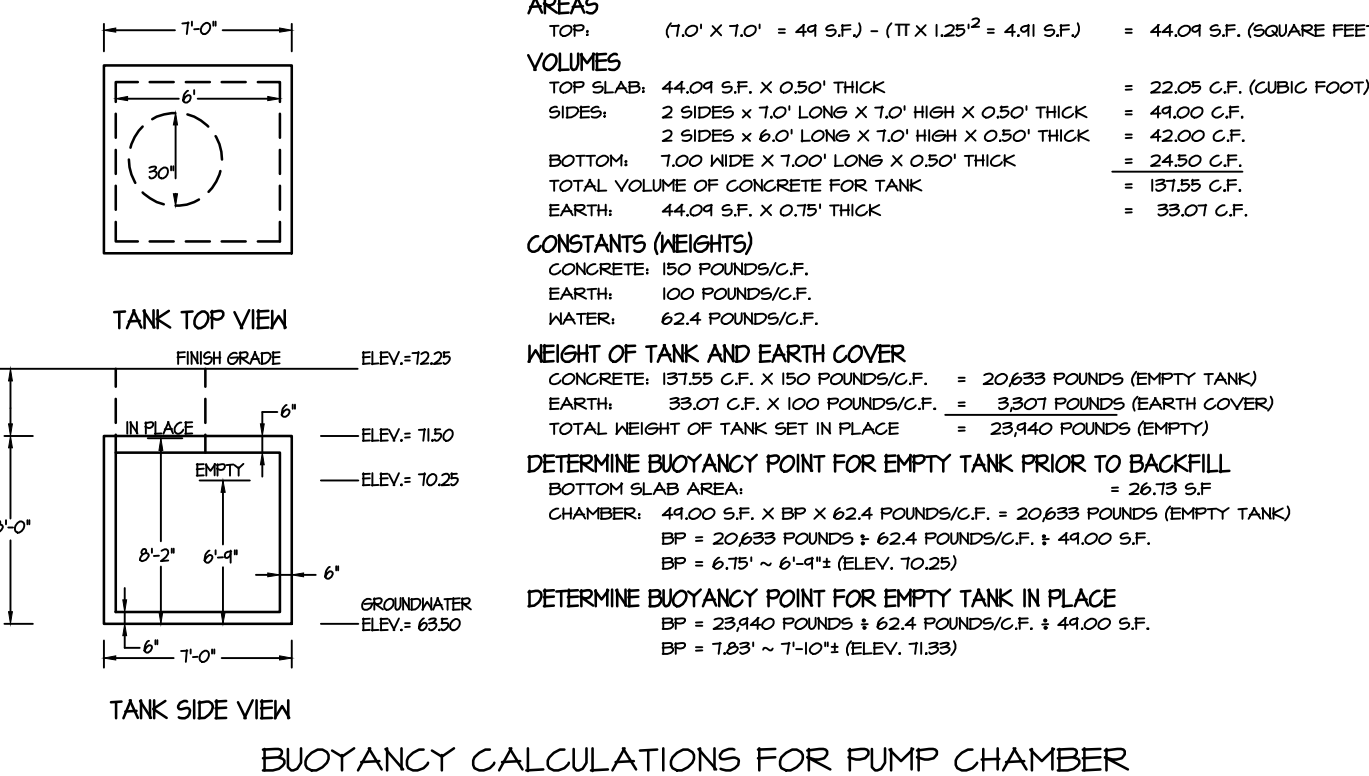 7'-0"
6'
30"
TANK TOP VIEW
FINISH GRADE
ELEV.=72.25
6"
IN PLACE
ELEV.= 71.50
EMPTY
ELEV.= 70.25
'-0"
8'-2"
6'-9"
6"
GROUNDWATER
ELEV.= 63.50
6"
7'-0"
TANK SIDE VIEW
AREAS
TOP: (7.0' X 7.0' = 49 S.F.) - (π X 1.25'² = 4.91 S.F.) = 44.09 S.F. (SQUARE FEET
VOLUMES
TOP SLAB: 44.09 S.F. X 0.50' THICK = 22.05 C.F. (CUBIC FOOT)
SIDES: 2 SIDES x 7.0' LONG X 7.0' HIGH X 0.50' THICK = 49.00 C.F.
2 SIDES x 6.0' LONG X 7.0' HIGH X 0.50' THICK = 42.00 C.F.
BOTTOM: 7.00 WIDE X 7.00' LONG X 0.50' THICK = 24.50 C.F.
TOTAL VOLUME OF CONCRETE FOR TANK = 137.55 C.F.
EARTH: 44.09 S.F. X 0.75' THICK = 33.07 C.F.
CONSTANTS (WEIGHTS)
CONCRETE: 150 POUNDS/C.F.
EARTH: 100 POUNDS/C.F.
WATER: 62.4 POUNDS/C.F.
WEIGHT OF TANK AND EARTH COVER
CONCRETE: 137.55 C.F. X 150 POUNDS/C.F. = 20,633 POUNDS (EMPTY TANK)
EARTH: 33.07 C.F. X 100 POUNDS/C.F. = 3,307 POUNDS (EARTH COVER)
TOTAL WEIGHT OF TANK SET IN PLACE = 23,940 POUNDS (EMPTY)
DETERMINE BUOYANCY POINT FOR EMPTY TANK PRIOR TO BACKFILL
BOTTOM SLAB AREA: = 26.73 S.F
CHAMBER: 49.00 S.F. X BP X 62.4 POUNDS/C.F. = 20,633 POUNDS (EMPTY TANK)
BP = 20,633 POUNDS ÷ 62.4 POUNDS/C.F. ÷ 49.00 S.F.
BP = 6.75' ~ 6'-9"± (ELEV. 70.25)
DETERMINE BUOYANCY POINT FOR EMPTY TANK IN PLACE
BP = 23,940 POUNDS ÷ 62.4 POUNDS/C.F. ÷ 49.00 S.F.
BP = 7.83' ~ 7'-10"± (ELEV. 71.33)
BUOYANCY CALCULATIONS FOR PUMP CHAMBER